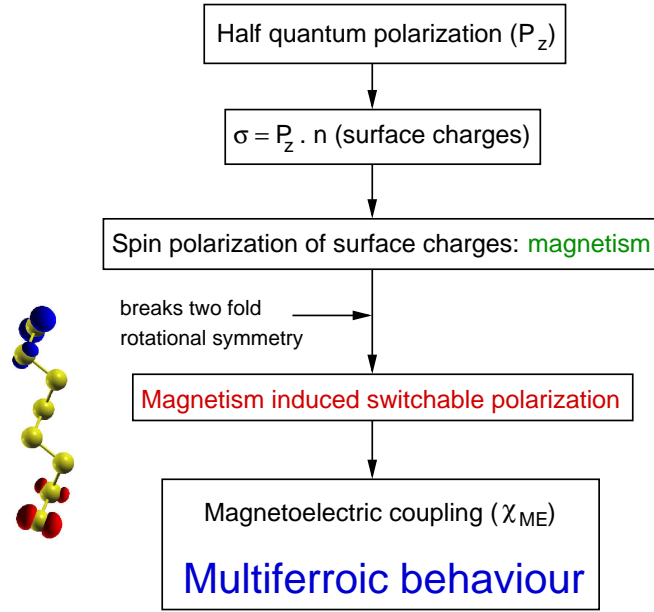 Half quantum polarization (P_z)
σ = P_z . n (surface charges)
Spin polarization of surface charges: magnetism
breaks two fold
rotational symmetry
Magnetism induced switchable polarization
Magnetoelectric coupling (χ_ME)
Multiferroic behaviour